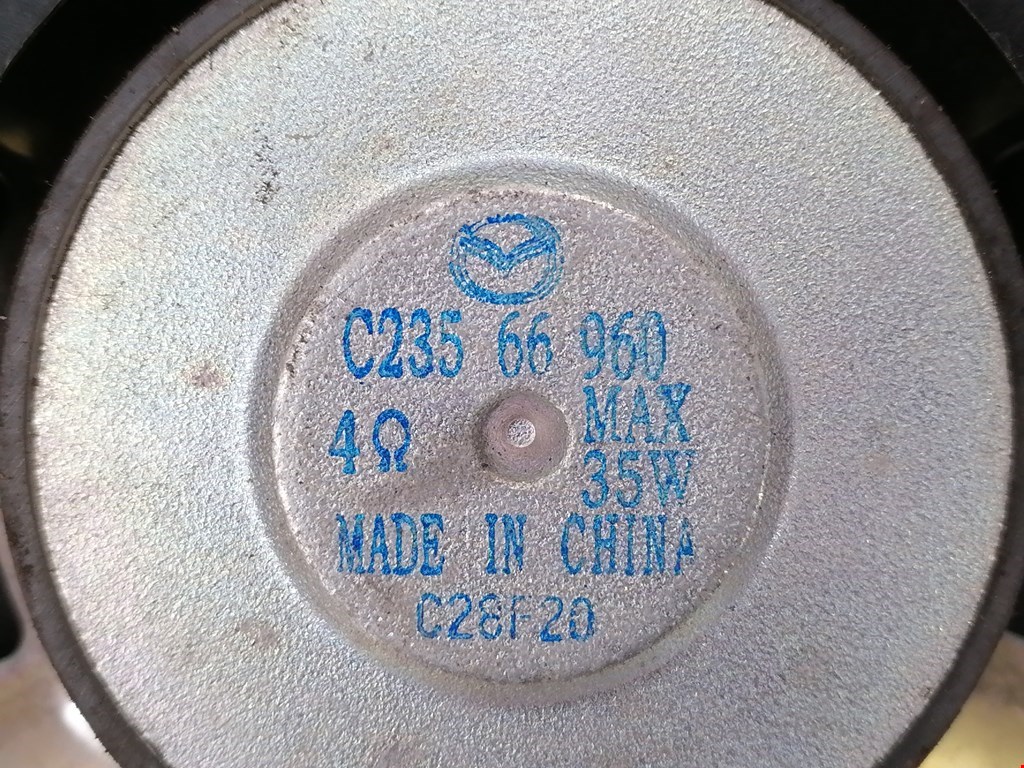 C235 66 960
4Ω MAX
35W
MADE IN CHINA
C28F20